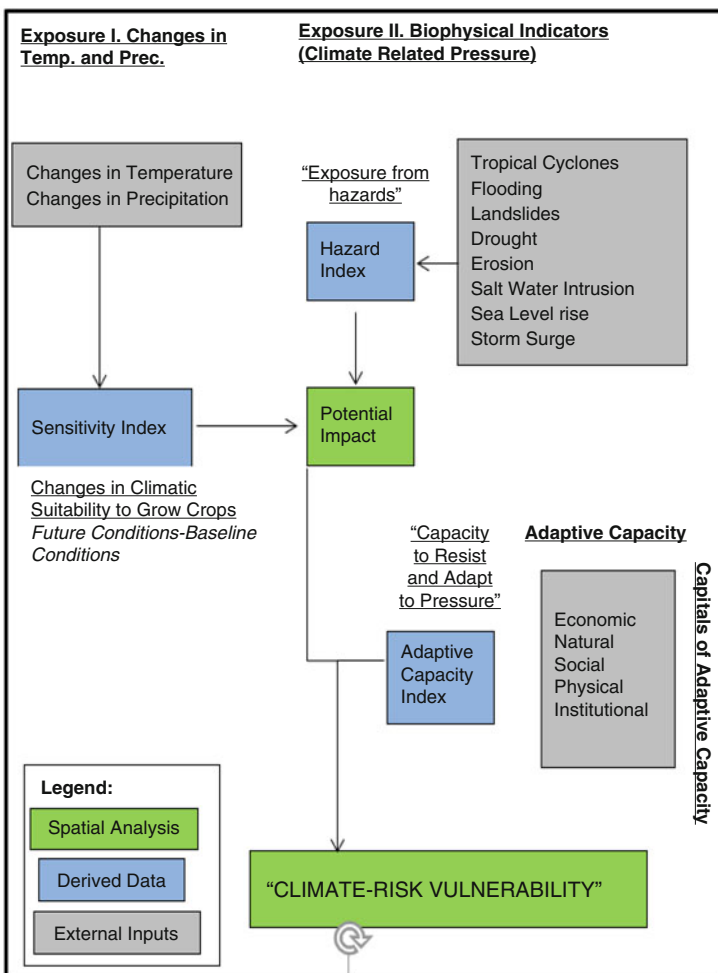 Exposure I. Changes in
Temp. and Prec.
Exposure II. Biophysical Indicators
(Climate Related Pressure)
Changes in Temperature
Changes in Precipitation
“Exposure from
hazards”
Hazard
Index
Tropical Cyclones
Flooding
Landslides
Drought
Erosion
Salt Water Intrusion
Sea Level rise
Storm Surge
Sensitivity Index
Potential
Impact
Changes in Climatic
Suitability to Grow Crops
Future Conditions-Baseline
Conditions
“Capacity
to Resist
and Adapt
to Pressure”
Adaptive
Capacity
Index
Adaptive Capacity
Economic
Natural
Social
Physical
Institutional
Capitals of Adaptive Capacity
Legend:
Spatial Analysis
Derived Data
External Inputs
“CLIMATE-RISK VULNERABILITY”